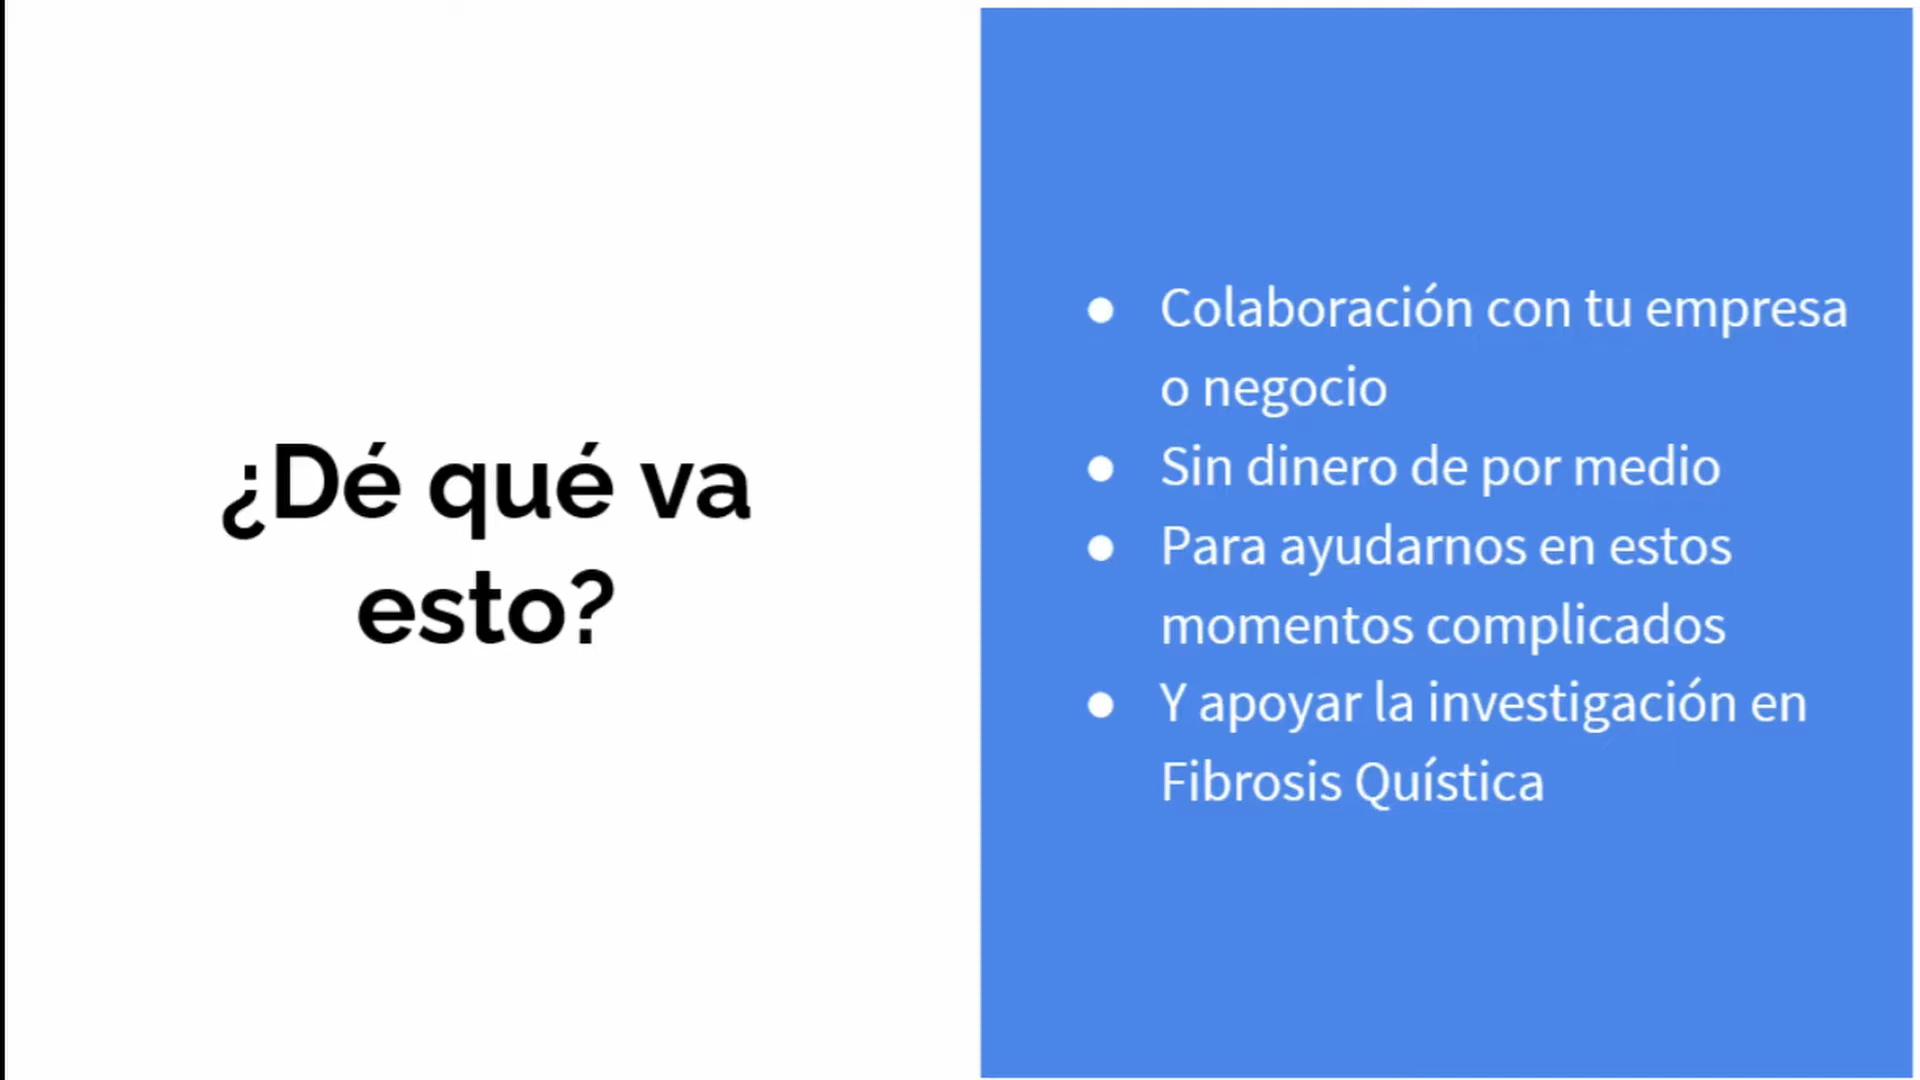 ¿Dé qué va
esto?
● Colaboración con tu empresa
o negocio
● Sin dinero de por medio
● Para ayudarnos en estos
momentos complicados
● Y apoyar la investigación en
Fibrosis Quística